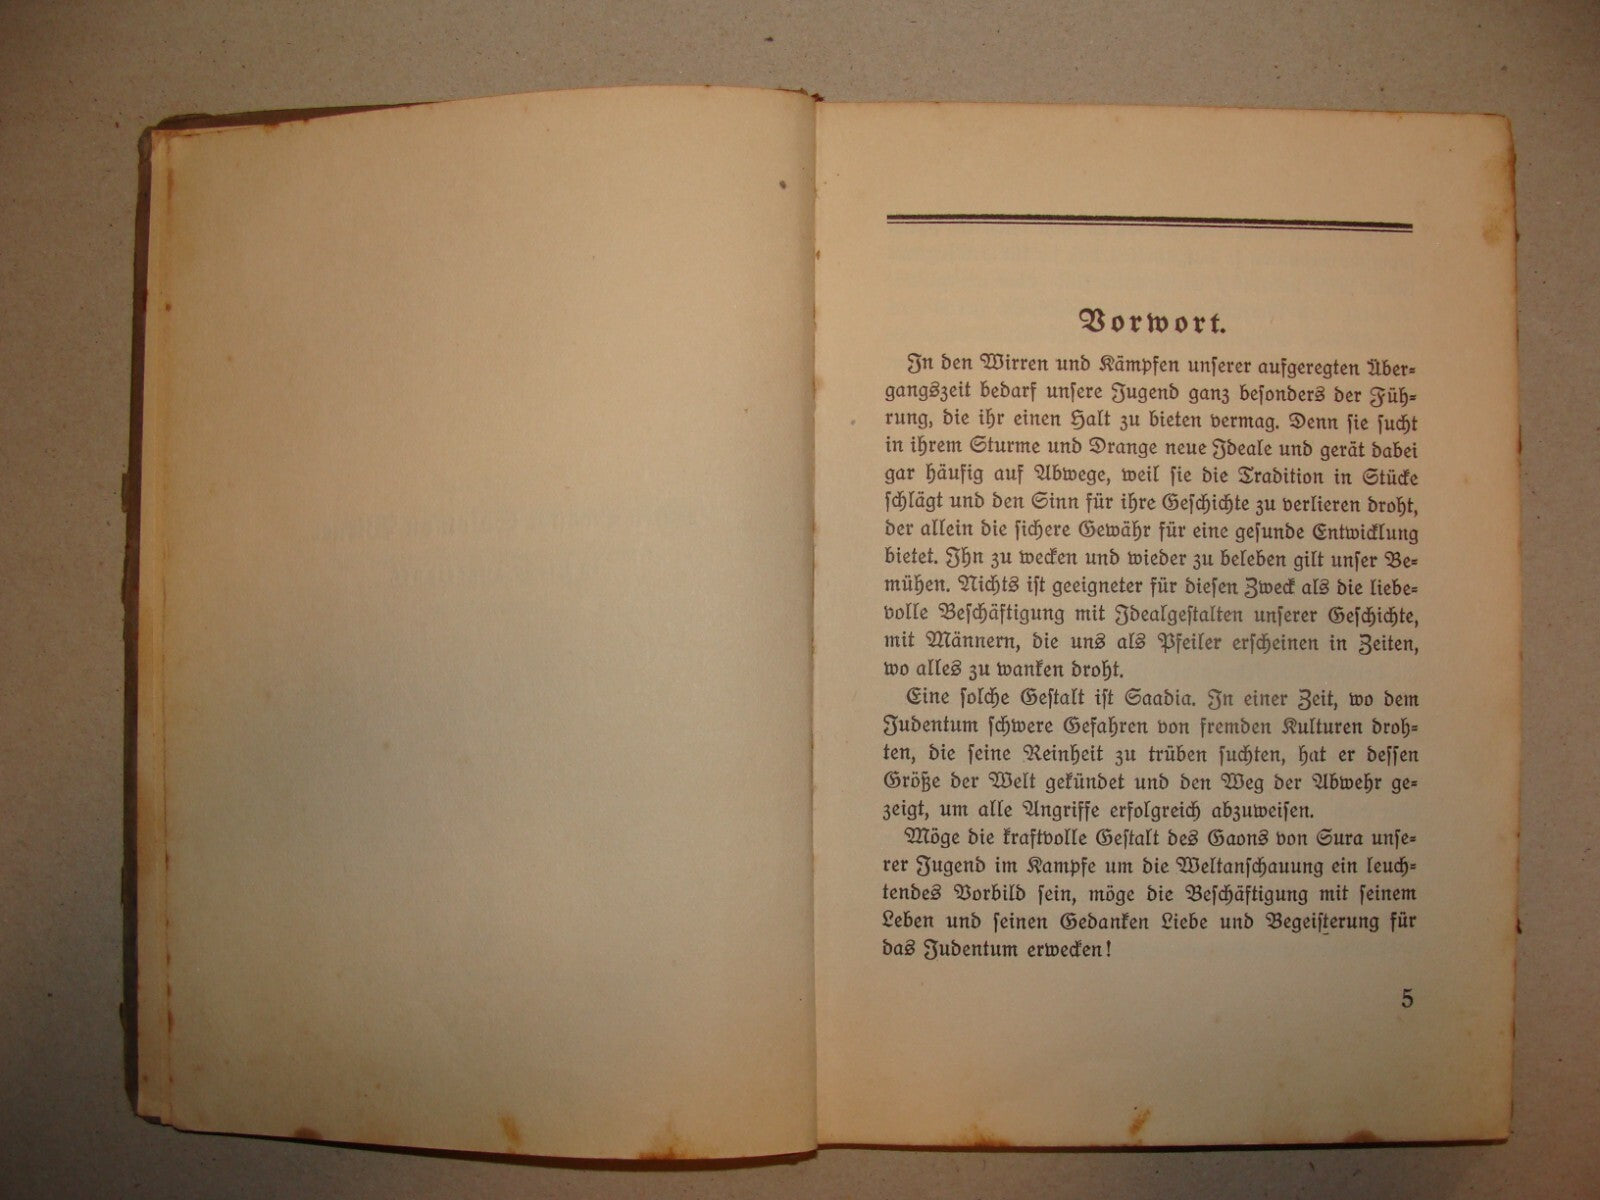 Vorwort.
In den Wirren und Kämpfen unserer aufgeregten Über-
gangszeit bedarf unsere Jugend ganz besonders der Füh-
rung, die ihr einen Halt zu bieten vermag. Denn sie sucht
in ihrem Sturme und Drange neue Ideale und gerät dabei
gar häufig auf Abwege, weil sie die Tradition in Stücke
schlägt und den Sinn für ihre Geschichte zu verlieren droht,
der allein die sichere Gewähr für eine gesunde Entwicklung
bietet. Ihn zu wecken und wieder zu beleben gilt unser Be-
mühen. Nichts ist geeigneter für diesen Zweck als die liebe-
volle Beschäftigung mit Idealgestalten unserer Geschichte,
mit Männern, die uns als Pfeiler erscheinen in Zeiten,
wo alles zu wanken droht.
Eine solche Gestalt ist Saadia. In einer Zeit, wo dem
Judentum schwere Gefahren von fremden Kulturen droh-
ten, die seine Reinheit zu trüben suchten, hat er dessen
Größe der Welt gekündet und den Weg der Abwehr ge-
zeigt, um alle Angriffe erfolgreich abzuweisen.
Möge die kraftvolle Gestalt des Gaons von Sura unse-
rer Jugend im Kampfe um die Weltanschauung ein leuch-
tendes Vorbild sein, möge die Beschäftigung mit seinem
Leben und seinen Gedanken Liebe und Begeisterung für
das Judentum erwecken!
5